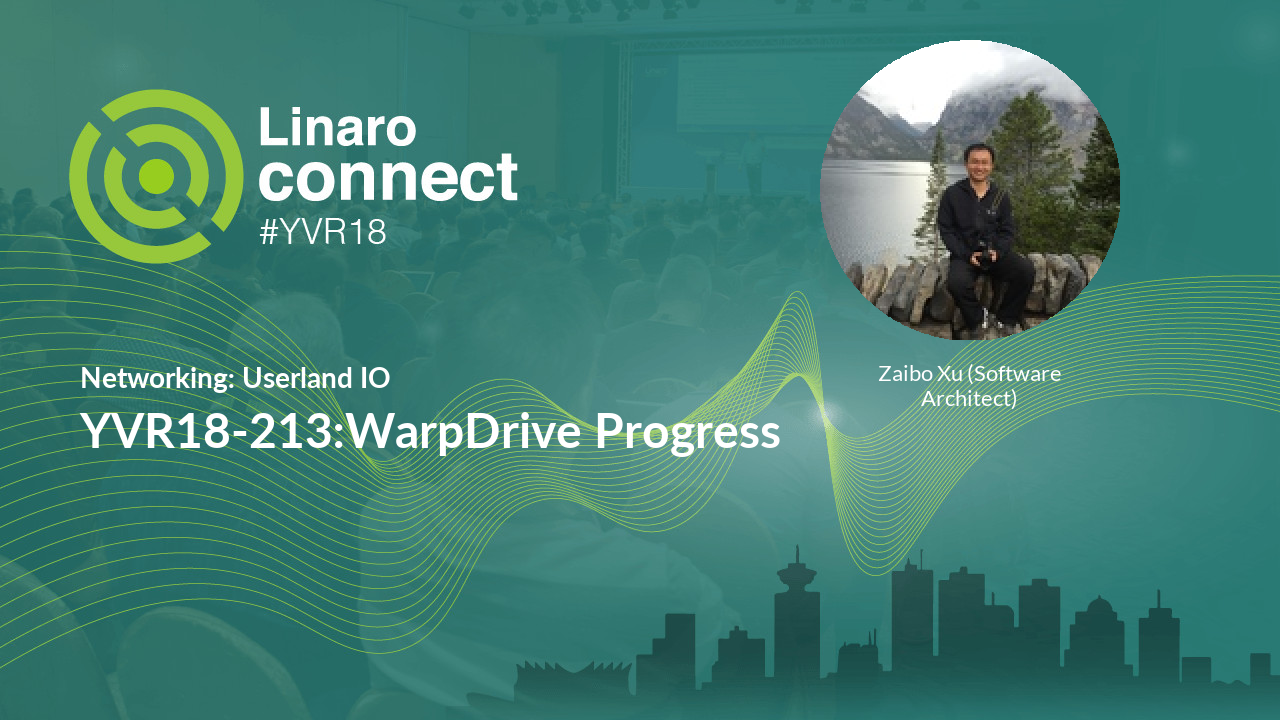 Linaro
connect
#YVR18
Networking: Userland IO
YVR18-213:WarpDrive Progress
Zaibo Xu (Software
Architect)